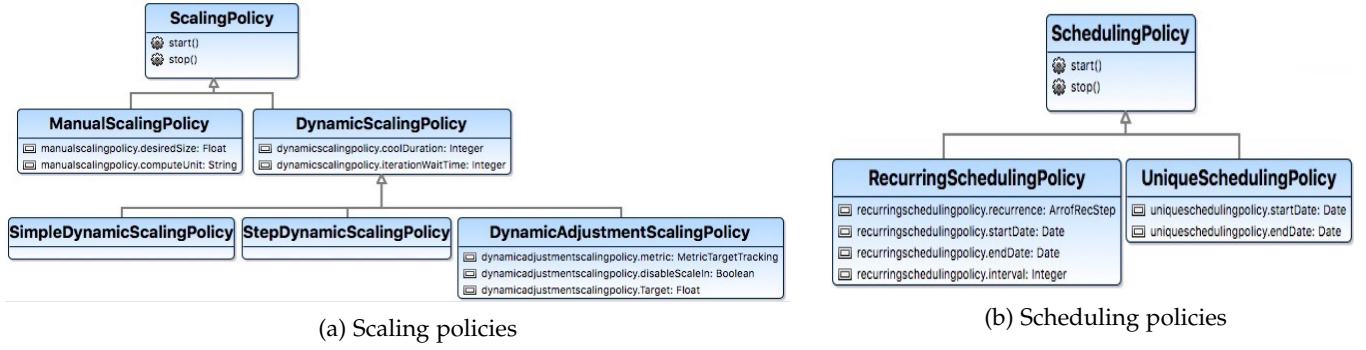 ScalingPolicy
start()
stop()
ManualScalingPolicy
manualscalingpolicy.desiredSize: Float
manualscalingpolicy.computeUnit: String
DynamicScalingPolicy
dynamicscalingpolicy.coolDuration: Integer
dynamicscalingpolicy.iterationWaitTime: Integer
SimpleDynamicScalingPolicy
StepDynamicScalingPolicy
DynamicAdjustmentScalingPolicy
dynamicadjustmentscalingpolicy.metric: MetricTargetTracking
dynamicadjustmentscalingpolicy.disableScaleIn: Boolean
dynamicadjustmentscalingpolicy.Target: Float
(a) Scaling policies
SchedulingPolicy
start()
stop()
RecurringSchedulingPolicy
recurringschedulingpolicy.recurrence: ArrofRecStep
recurringschedulingpolicy.startDate: Date
recurringschedulingpolicy.endDate: Date
recurringschedulingpolicy.interval: Integer
UniqueSchedulingPolicy
uniqueschedulingpolicy.startDate: Date
uniqueschedulingpolicy.endDate: Date
(b) Scheduling policies